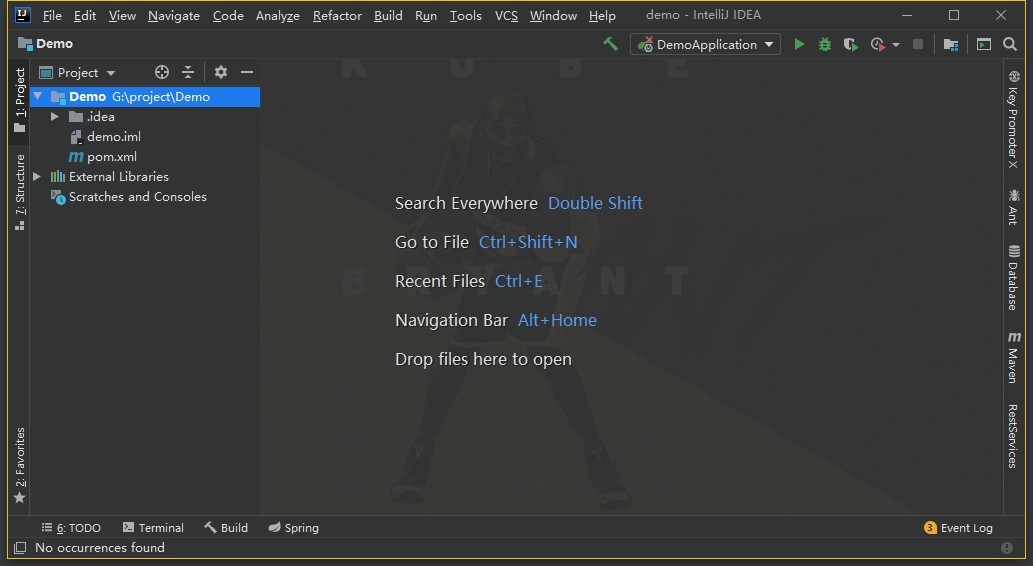 File Edit View Navigate Code Analyze Refactor Build Run Tools VCS Window Help demo - IntelliJ IDEA
Demo
DemoApplication
1: Project
Project
Demo G:\project\Demo
.idea
demo.iml
pom.xml
External Libraries
Scratches and Consoles
7: Structure
2: Favorites
KOBE
Search Everywhere Double Shift
Go to File Ctrl+Shift+N
Recent Files Ctrl+E
BRYANT
Navigation Bar Alt+Home
Drop files here to open
Key Promoter X
Ant
Database
Maven
RestServices
6: TODO Terminal Build Spring 3 Event Log
No occurrences found